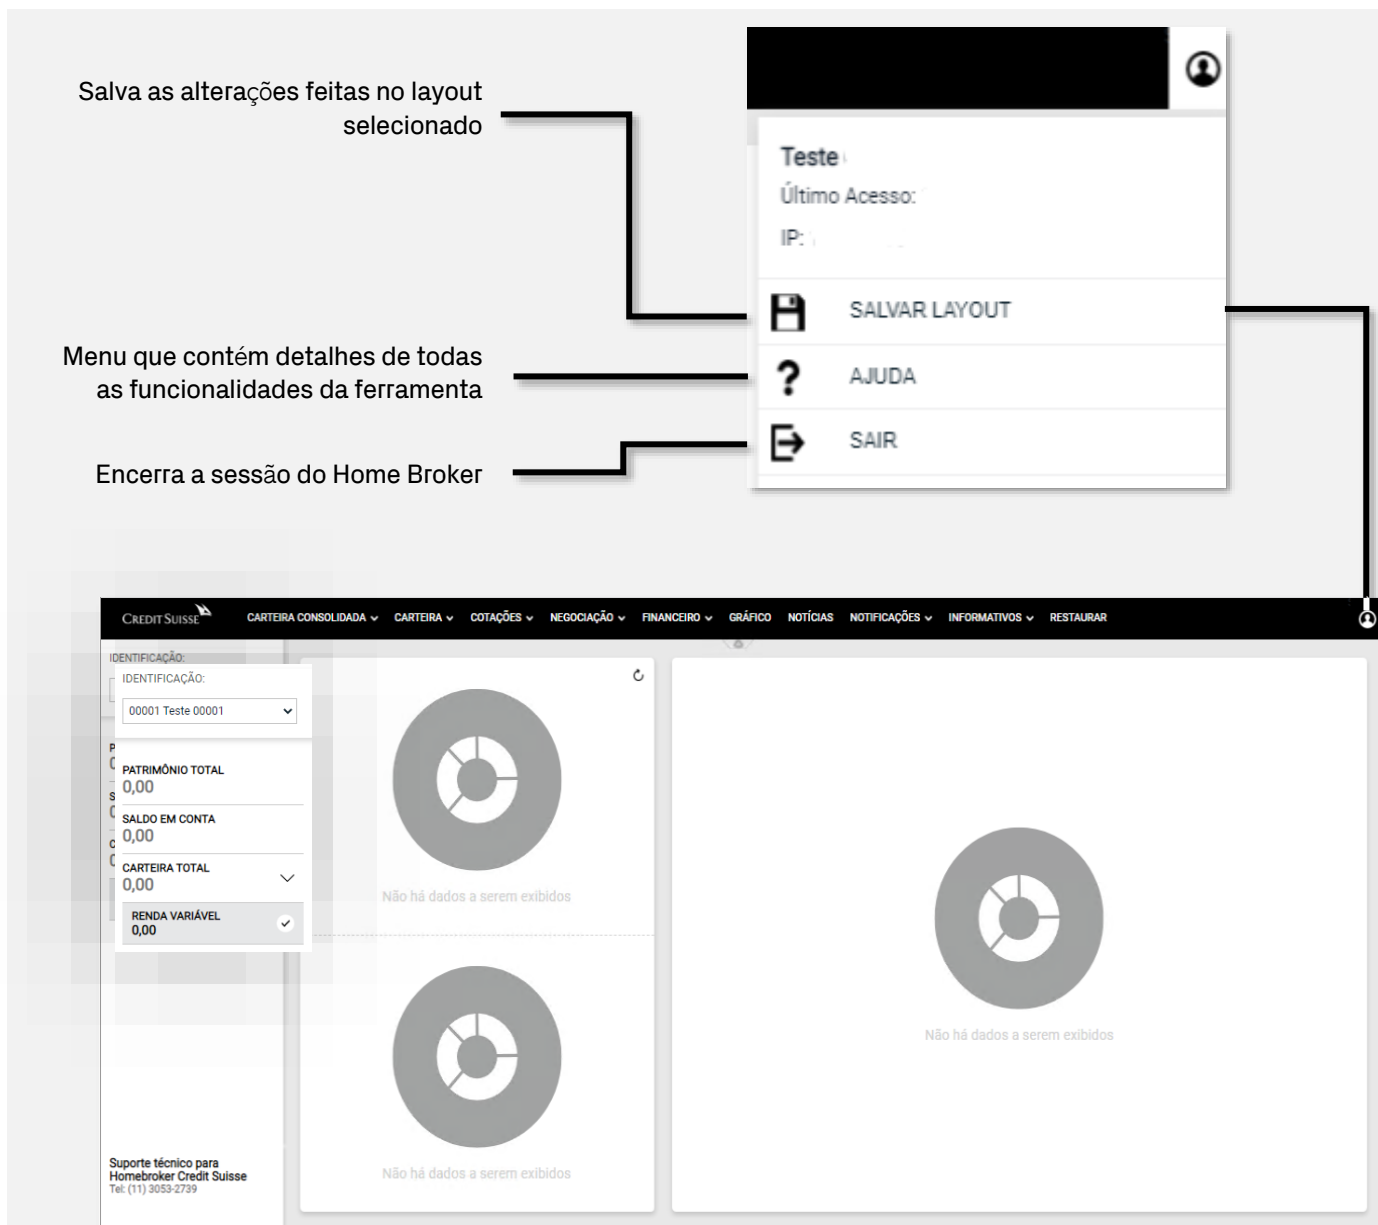 Salva as alterações feitas no layout
selecionado
Teste
Último Acesso:
IP:
SALVAR LAYOUT
Menu que contém detalhes de todas
as funcionalidades da ferramenta
AJUDA
SAIR
Encerra a sessão do Home Broker
CREDIT SUISSE
CARTEIRA CONSOLIDADA
CARTEIRA
COTAÇÕES
NEGOCIAÇÃO
FINANCEIRO
GRÁFICO
NOTÍCIAS
NOTIFICAÇÕES
INFORMATIVOS
RESTAURAR
IDENTIFICAÇÃO:
IDENTIFICAÇÃO:
00001 Teste 00001
PATRIMÔNIO TOTAL
0,00
SALDO EM CONTA
0,00
CARTEIRA TOTAL
0,00
RENDA VARIÁVEL
0,00
Não há dados a serem exibidos
Não há dados a serem exibidos
Não há dados a serem exibidos
Suporte técnico para
Homebroker Credit Suisse
Tel: (11) 3053-2739